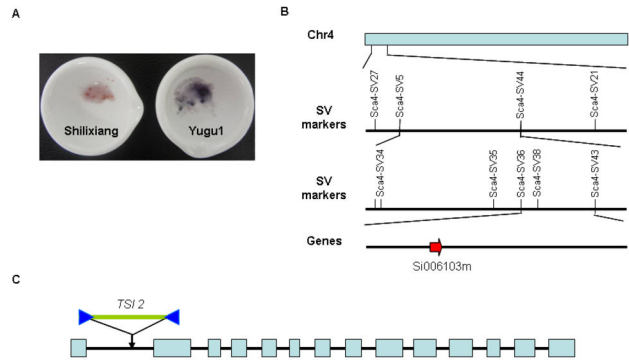 A
Shilixiang
Yugu1
B
Chr4
Sca4-SV27
Sca4-SV5
Sca4-SV44
Sca4-SV21
SV
markers
Sca4-SV34
Sca4-SV35
Sca4-SV36
Sca4-SV38
Sca4-SV43
SV
markers
Genes
Si006103m
C
TSI 2